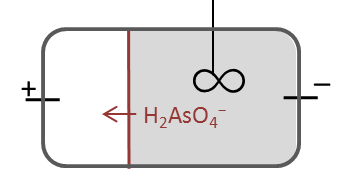 + −
H₂AsO₄⁻